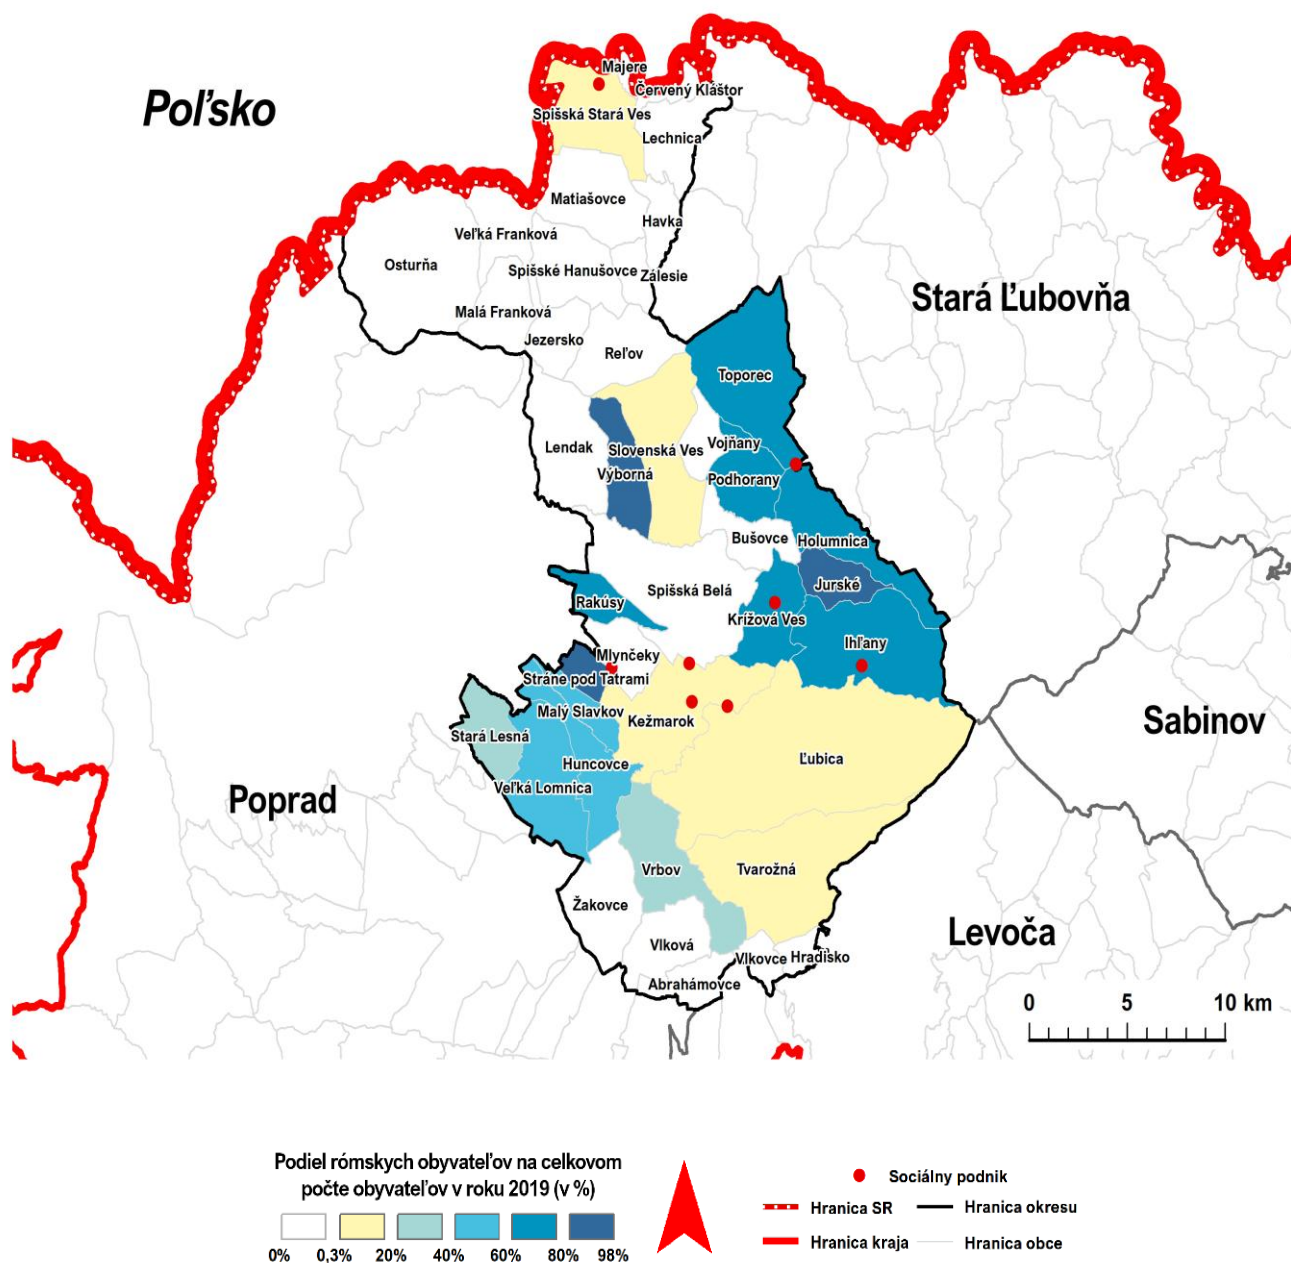 Poľsko
Majere
Červený Kláštor
Spišská Stará Ves
Lechnica
Matiašovce
Havka
Veľká Franková
Osturňa
Spišské Hanušovce
Zálesie
Stará Ľubovňa
Malá Franková
Jezersko
Reľov
Toporec
Vojňany
Lendak
Slovenská Ves
Výborná
Podhorany
Bušovce
Holumnica
Jurské
Spišská Belá
Rakúsy
Krížová Ves
Ihľany
Mlynčeky
Stráne pod Tatrami
Malý Slavkov
Kežmarok
Sabinov
Stará Lesná
Ľubica
Huncovce
Veľká Lomnica
Poprad
Vrbov
Tvarožná
Žakovce
Levoča
Vlková
Vlkovce
Hradisko
Abrahámovce
0 5 10 km
Podiel rómskych obyvateľov na celkovom
počte obyvateľov v roku 2019 (v %)
0% 0,3% 20% 40% 60% 80% 98%
Sociálny podnik
Hranica SR
Hranica okresu
Hranica kraja
Hranica obce